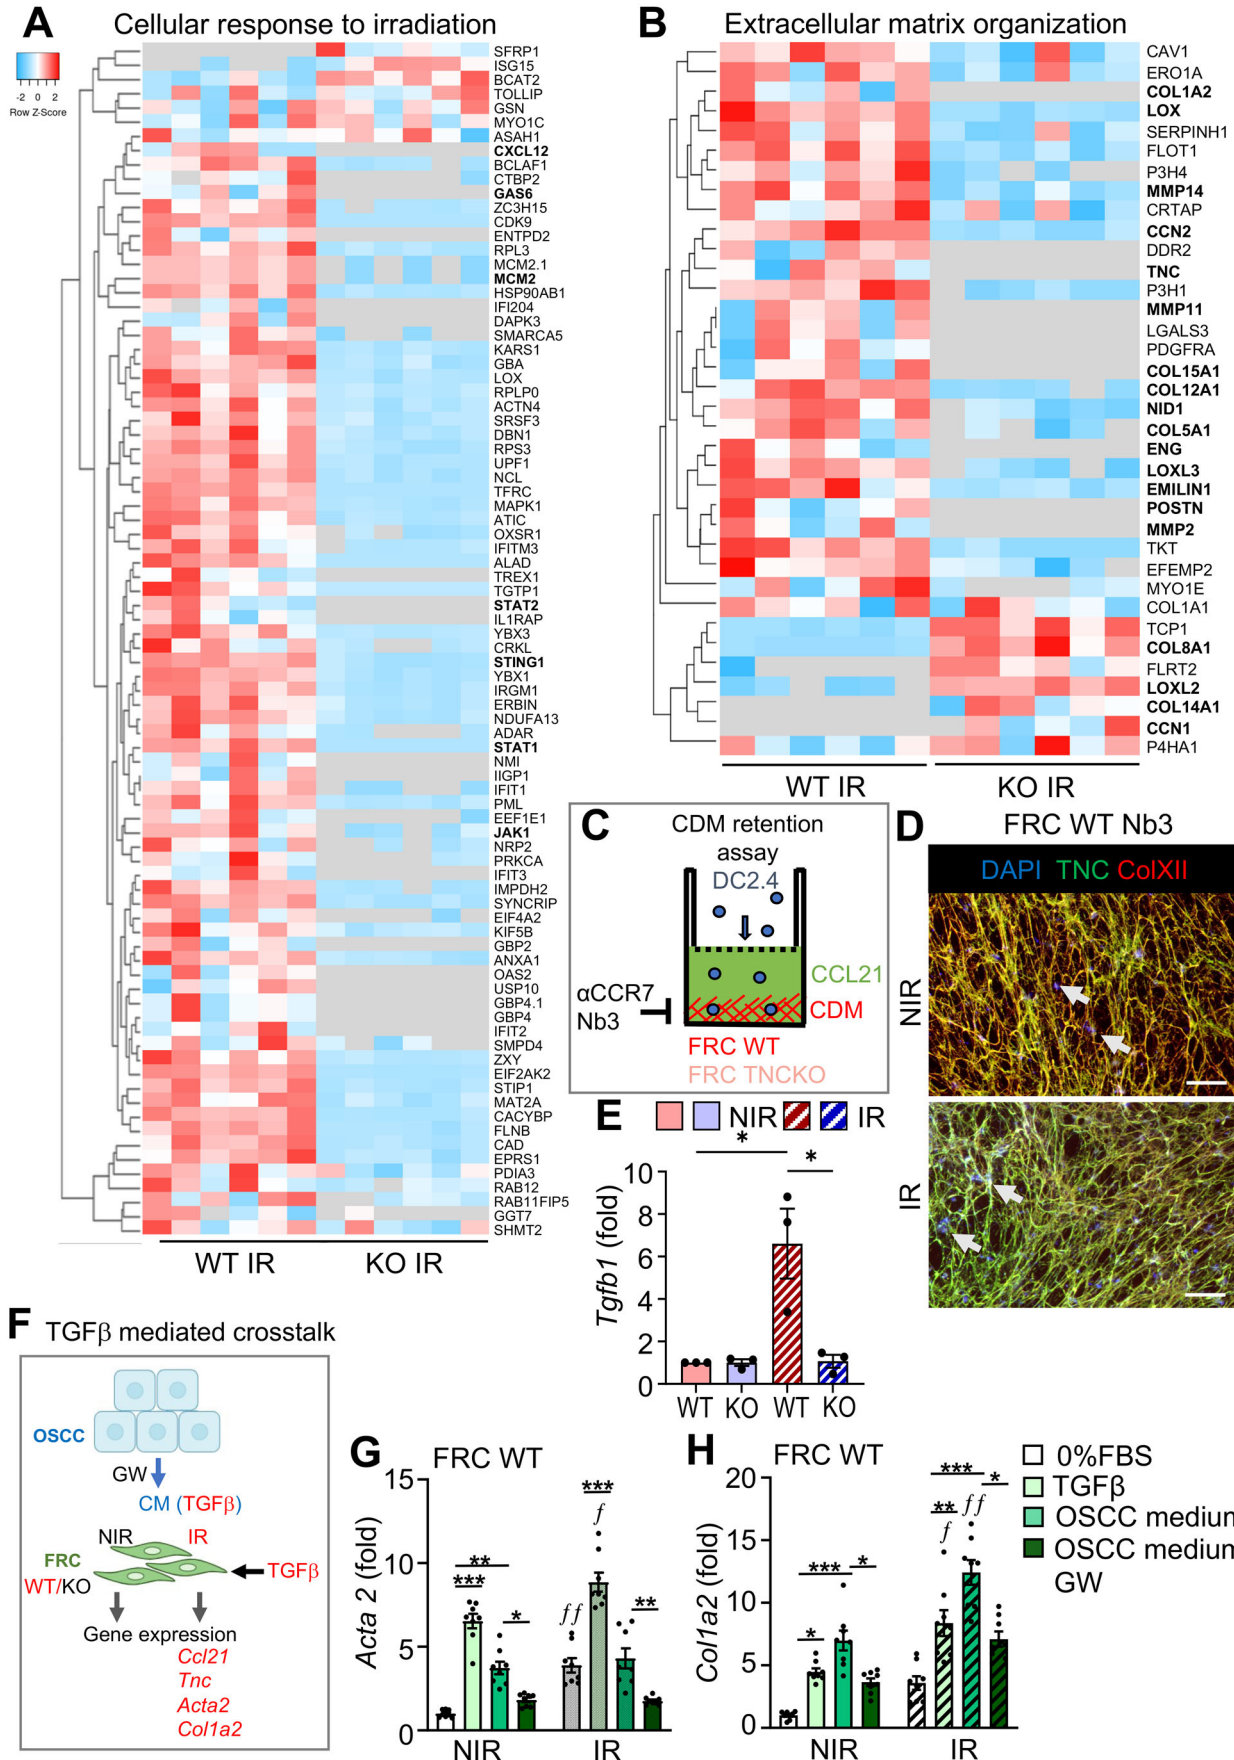 A
Cellular response to irradiation
-2 0 2
Row Z-Score
SFRP1
ISG15
BCAT2
TOLLIP
GSN
MYO1C
ASAH1
CXCL12
BCLAF1
CTBP2
GAS6
ZC3H15
CDK9
ENTPD2
RPL3
MCM2.1
MCM2
HSP90AB1
IFI204
DAPK3
SMARCA5
KARS1
GBA
LOX
RPLP0
ACTN4
SRSF3
DBN1
RPS3
UPF1
NCL
TFRC
MAPK1
ATIC
OXSR1
IFITM3
ALAD
TREX1
TGTP1
STAT2
IL1RAP
YBX3
CRKL
STING1
YBX1
IRGM1
ERBIN
NDUFA13
ADAR
STAT1
NMI
IIGP1
IFIT1
PML
EEF1E1
JAK1
NRP2
PRKCA
IFIT3
IMPDH2
SYNCRIP
EIF4A2
KIF5B
GBP2
ANXA1
OAS2
USP10
GBP4.1
GBP4
IFIT2
SMPD4
ZXY
EIF2AK2
STIP1
MAT2A
CACYBP
FLNB
CAD
EPRS1
PDIA3
RAB12
RAB11FIP5
GGT7
SHMT2
WT IR KO IR
B
Extracellular matrix organization
CAV1
ERO1A
COL1A2
LOX
SERPINH1
FLOT1
P3H4
MMP14
CRTAP
CCN2
DDR2
TNC
P3H1
MMP11
LGALS3
PDGFRA
COL15A1
COL12A1
NID1
COL5A1
ENG
LOXL3
EMILIN1
POSTN
MMP2
TKT
EFEMP2
MYO1E
COL1A1
TCP1
COL8A1
FLRT2
LOXL2
COL14A1
CCN1
P4HA1
WT IR KO IR
C
CDM retention
assay
DC2.4
CCL21
αCCR7
Nb3
CDM
FRC WT
FRC TNCKO
D
FRC WT Nb3
DAPI TNC ColXII
NIR
IR
E
NIR IR
*
*
Tgfb1 (fold)
10
8
6
4
2
0
WT KO WT KO
F
TGFβ mediated crosstalk
OSCC
GW
CM (TGFβ)
NIR IR
FRC
WT/KO
TGFβ
Gene expression
Ccl21
Tnc
Acta2
Col1a2
G
FRC WT
Acta 2 (fold)
15
10
5
0
***
**
*
ƒƒ
***
ƒ
**
NIR IR
H
FRC WT
Col1a2 (fold)
20
15
10
5
0
*
***
*
***
**
*
ƒ
ƒƒ
NIR IR
0%FBS
TGFβ
OSCC medium
OSCC medium
GW